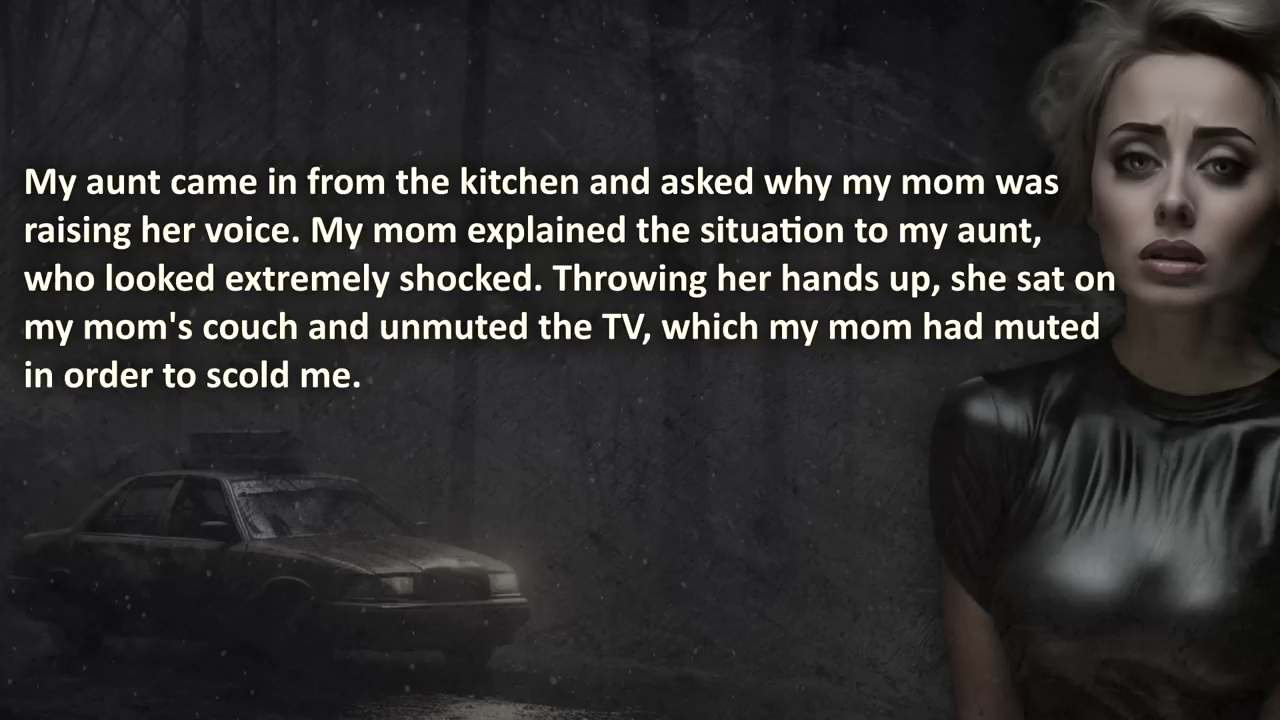 My aunt came in from the kitchen and asked why my mom was
raising her voice. My mom explained the situation to my aunt,
who looked extremely shocked. Throwing her hands up, she sat on
my mom's couch and unmuted the TV, which my mom had muted
in order to scold me.